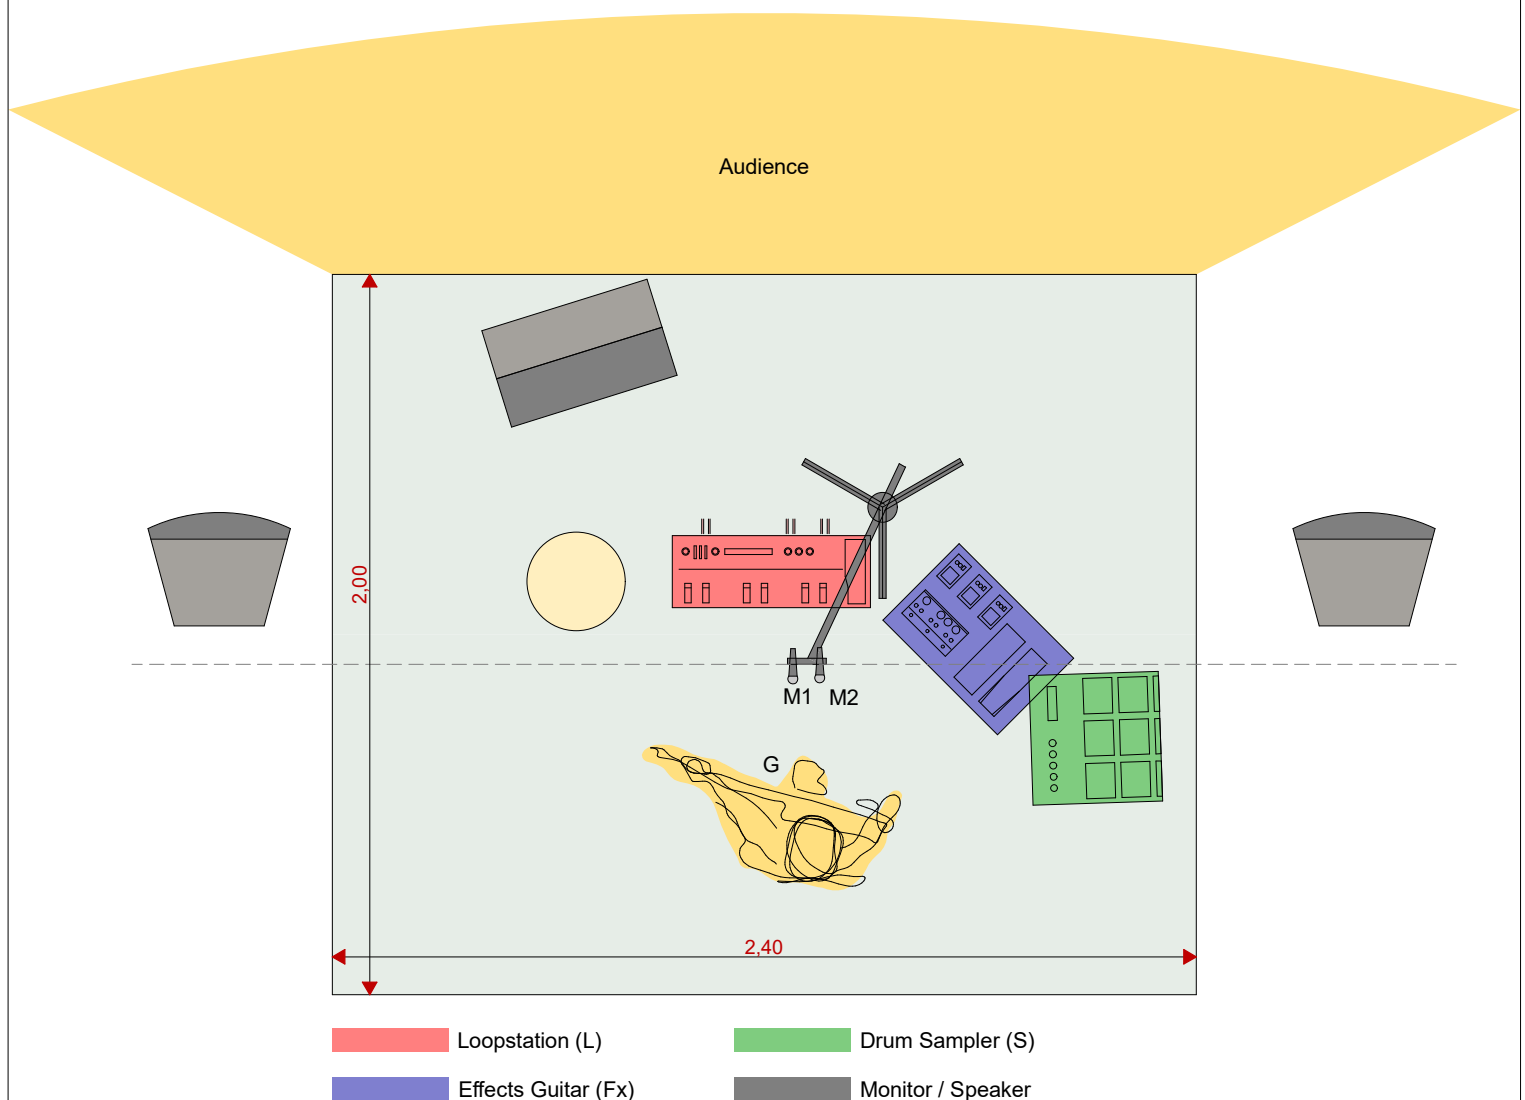 Audience
2,00
M1 M2
G
2,40
Loopstation (L) Drum Sampler (S)
Effects Guitar (Fx) Monitor / Speaker